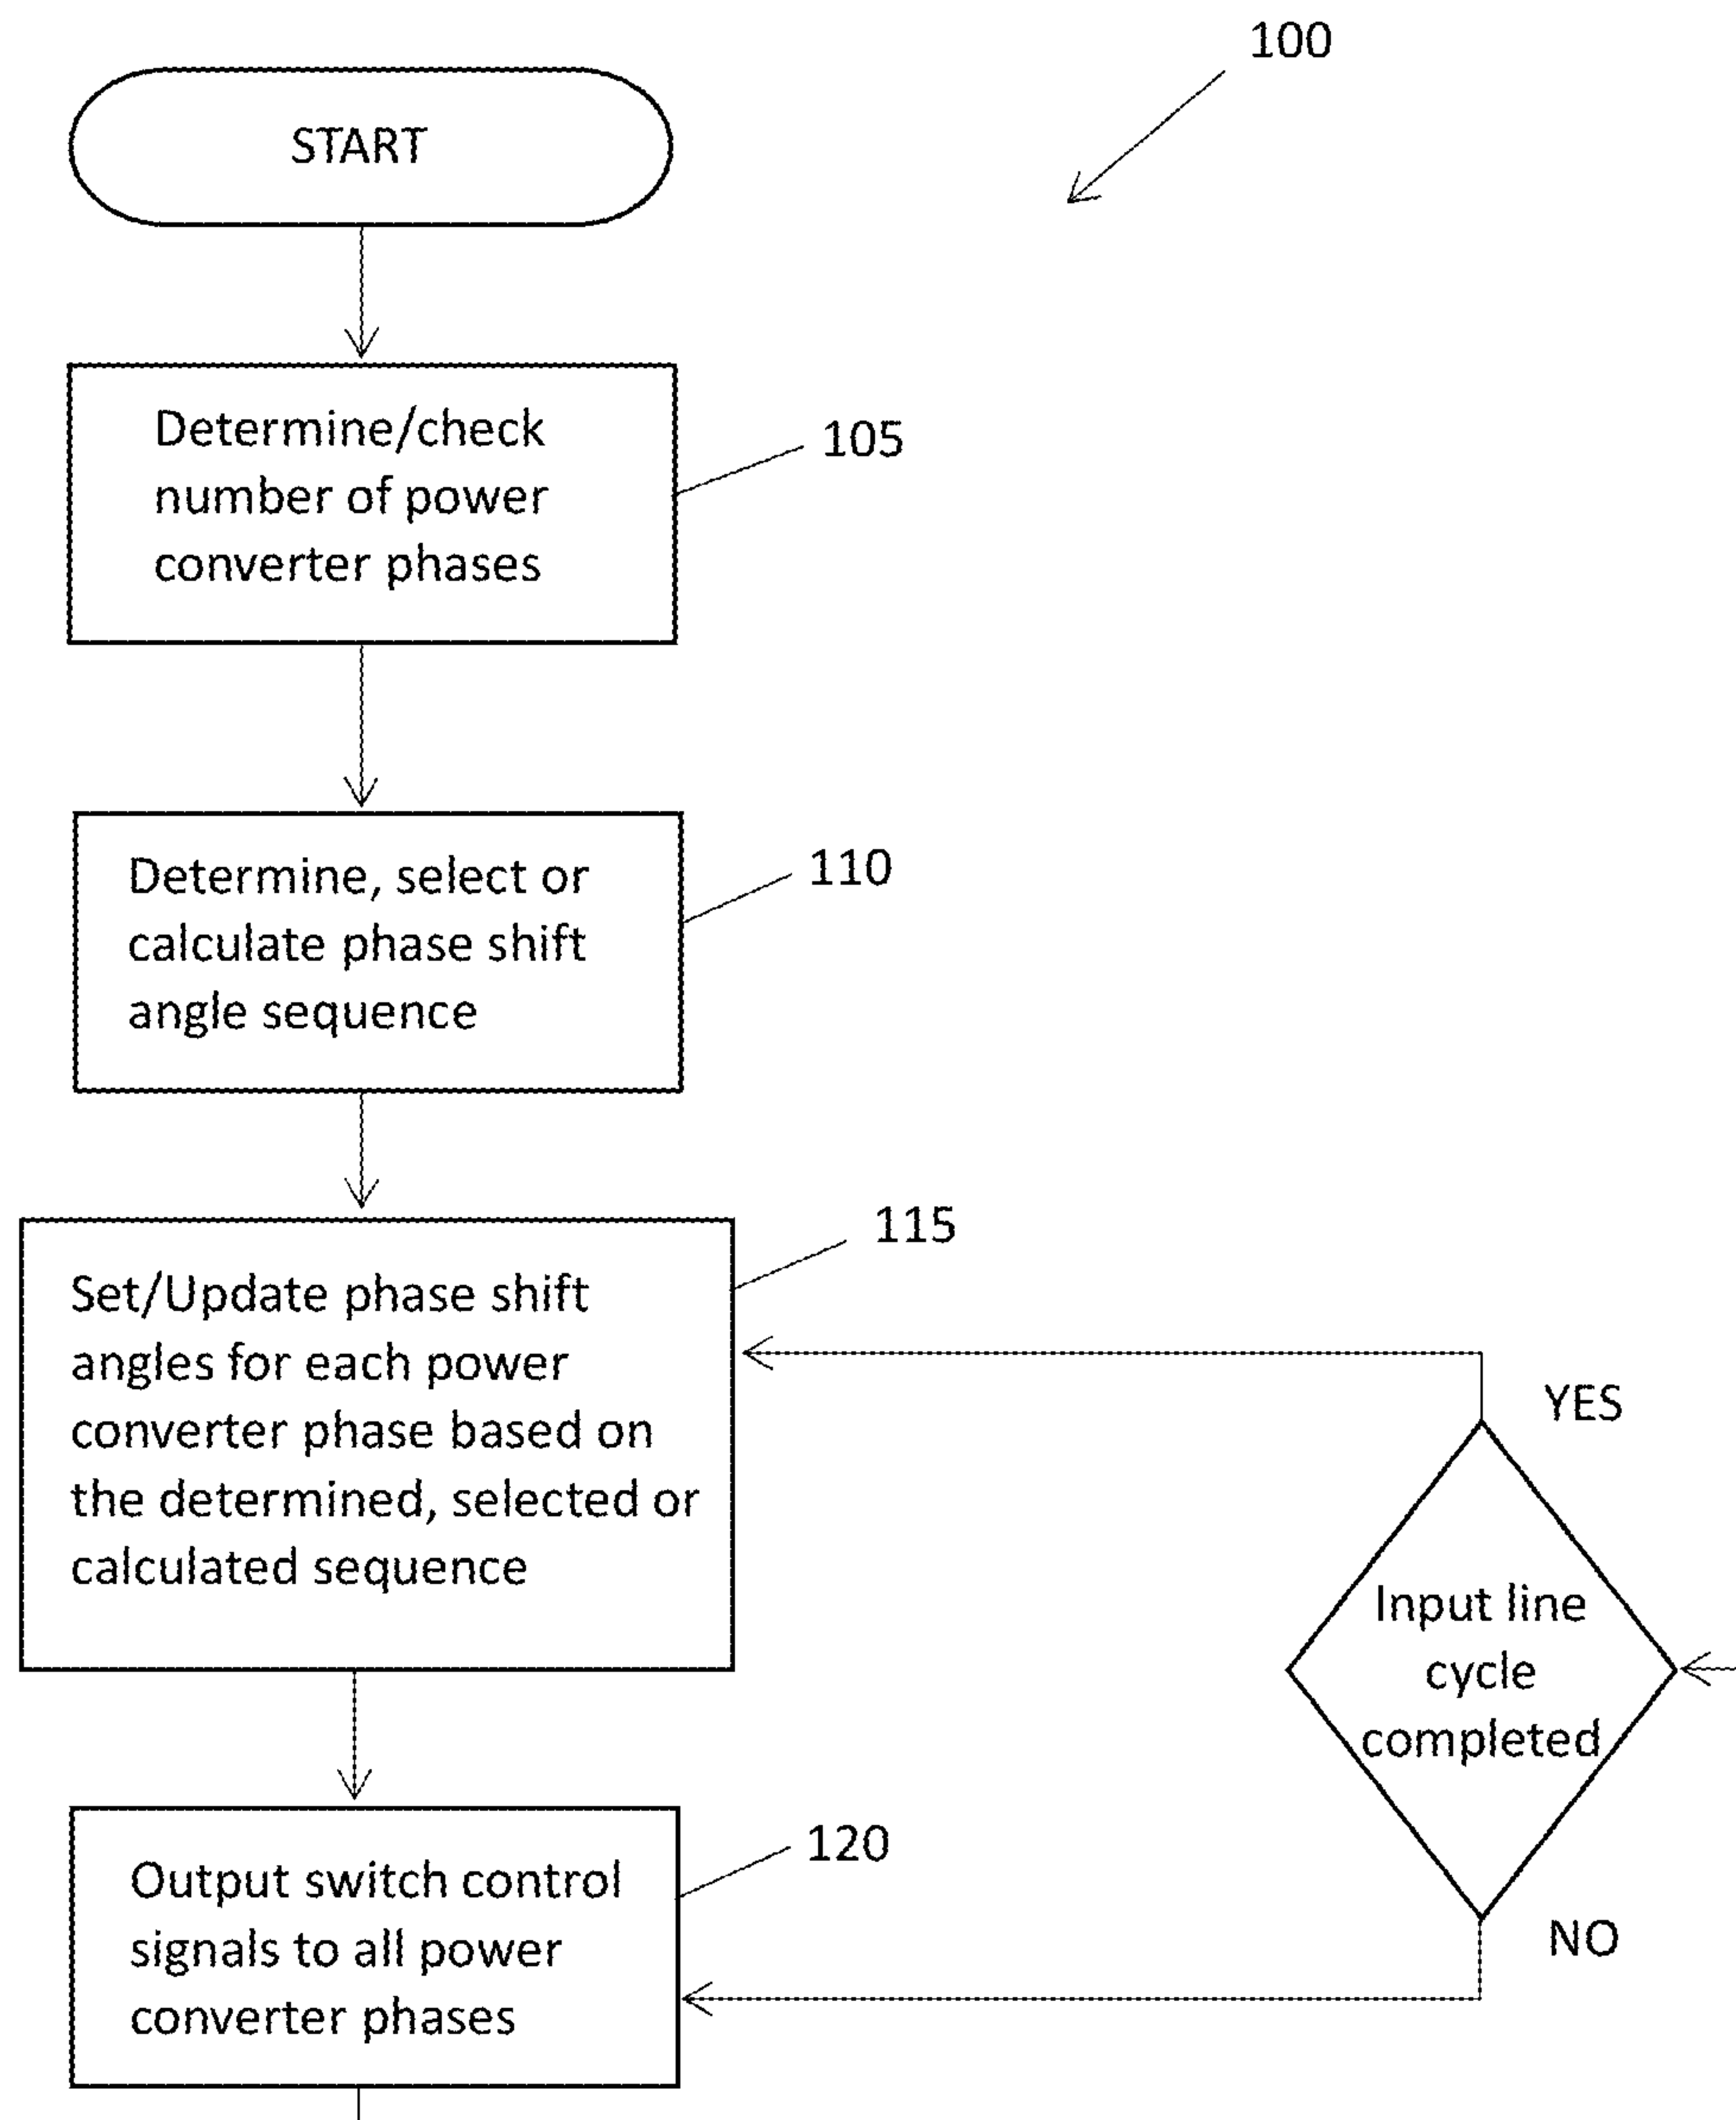 100
START
Determine/check
number of power
converter phases
105
Determine, select or
calculate phase shift
angle sequence
110
Set/Update phase shift
angles for each power
converter phase based on
the determined, selected or
calculated sequence
115
YES
Input line
cycle
completed
NO
Output switch control
signals to all power
converter phases
120